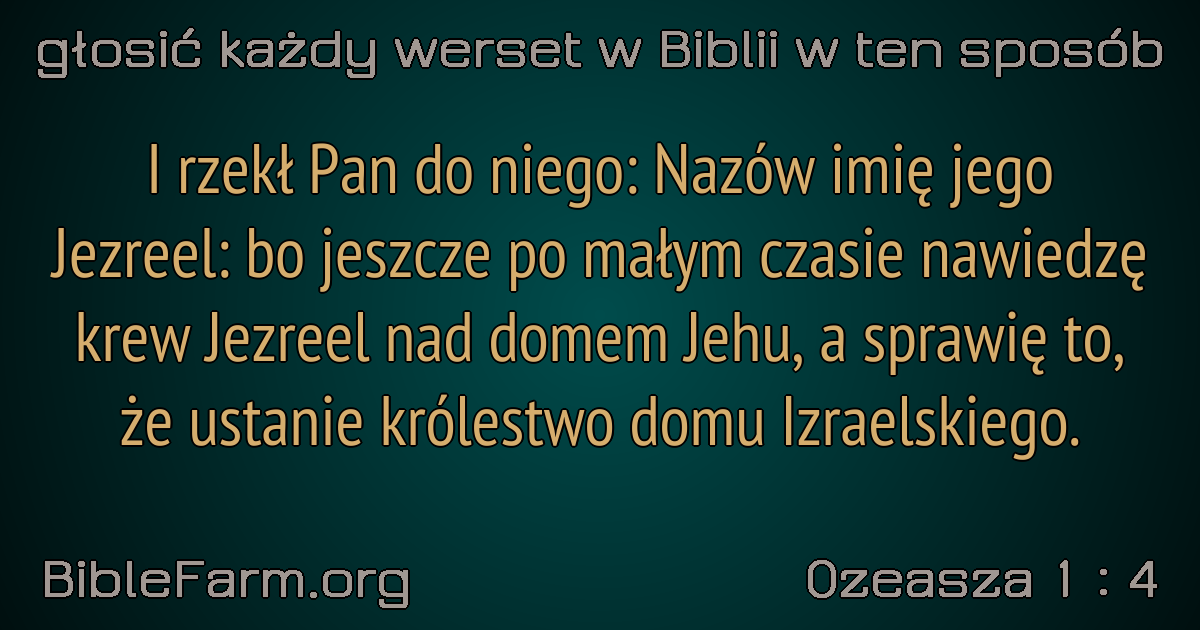 głosić każdy werset w Biblii w ten sposób
I rzekł Pan do niego: Nazów imię jego
Jezreel: bo jeszcze po małym czasie nawiedzę
krew Jezreel nad domem Jehu, a sprawię to,
że ustanie królestwo domu Izraelskiego.
BibleFarm.org
Ozeasza 1 : 4